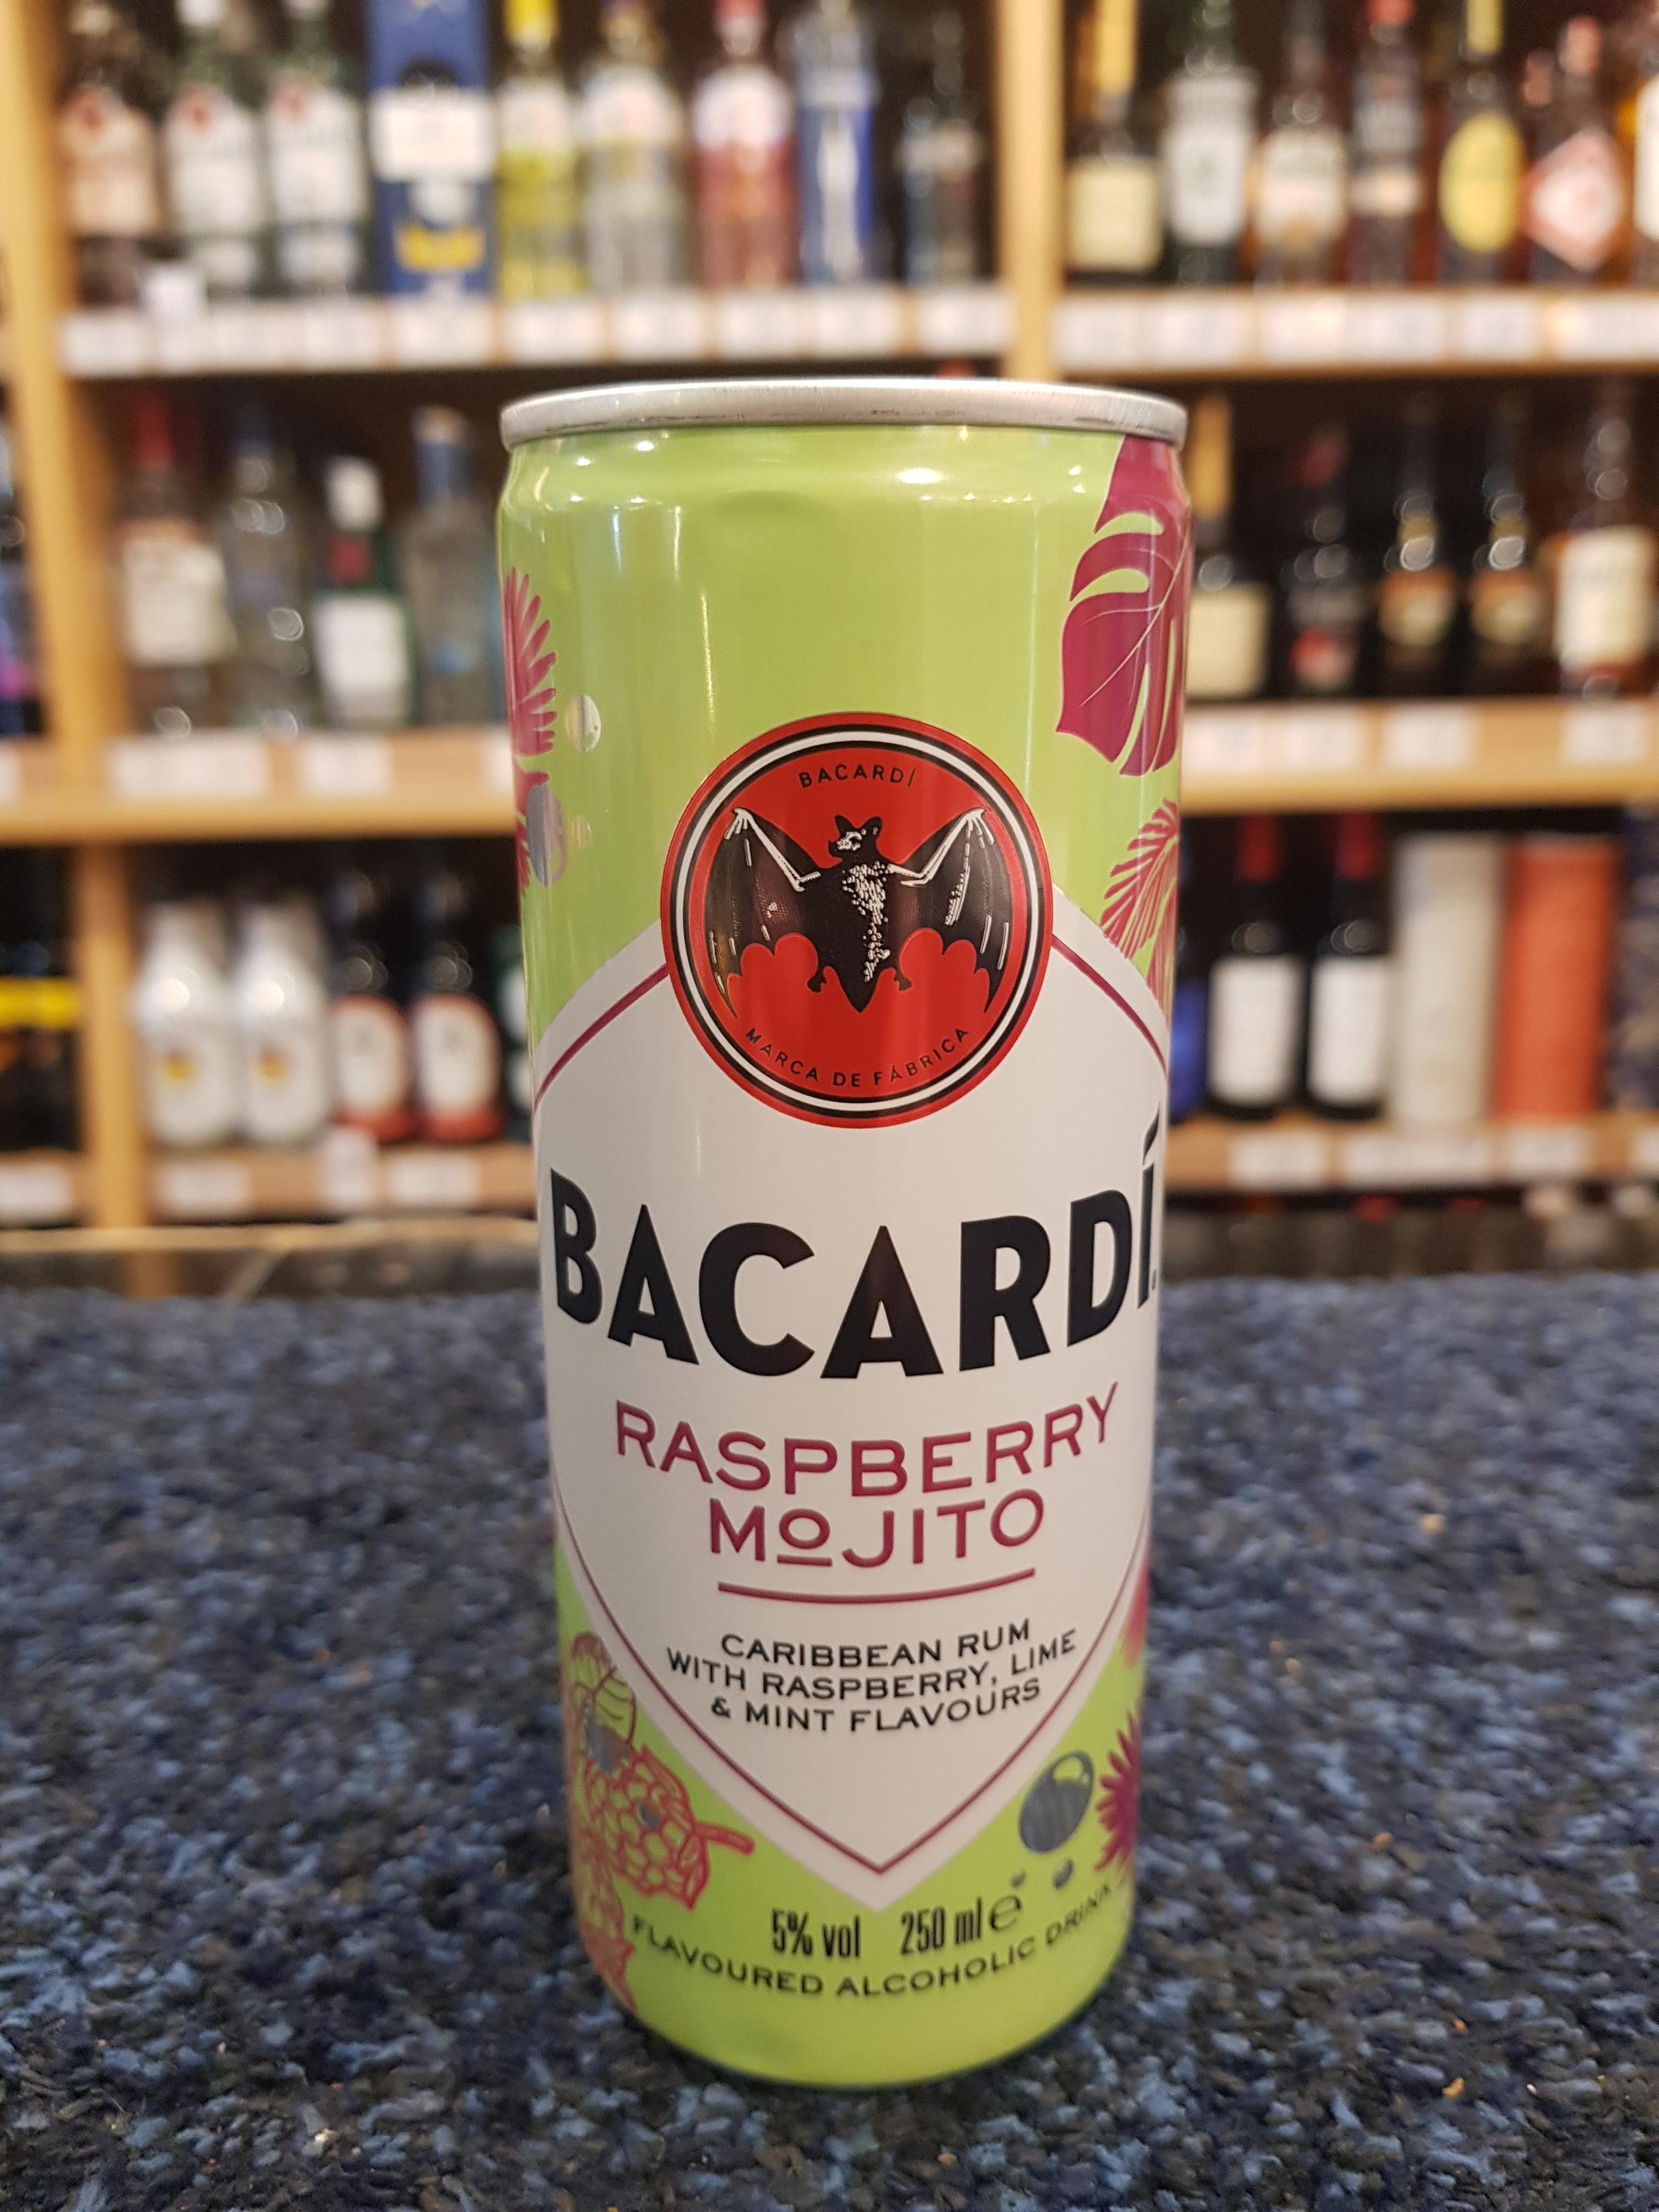 BACARDÍ
MARCA DE FÁBRICA
BACARDÍ.
RASPBERRY
MOJITO
CARIBBEAN RUM
WITH RASPBERRY, LIME
& MINT FLAVOURS
5% vol 250 ml ℮
FLAVOURED ALCOHOLIC DRINK